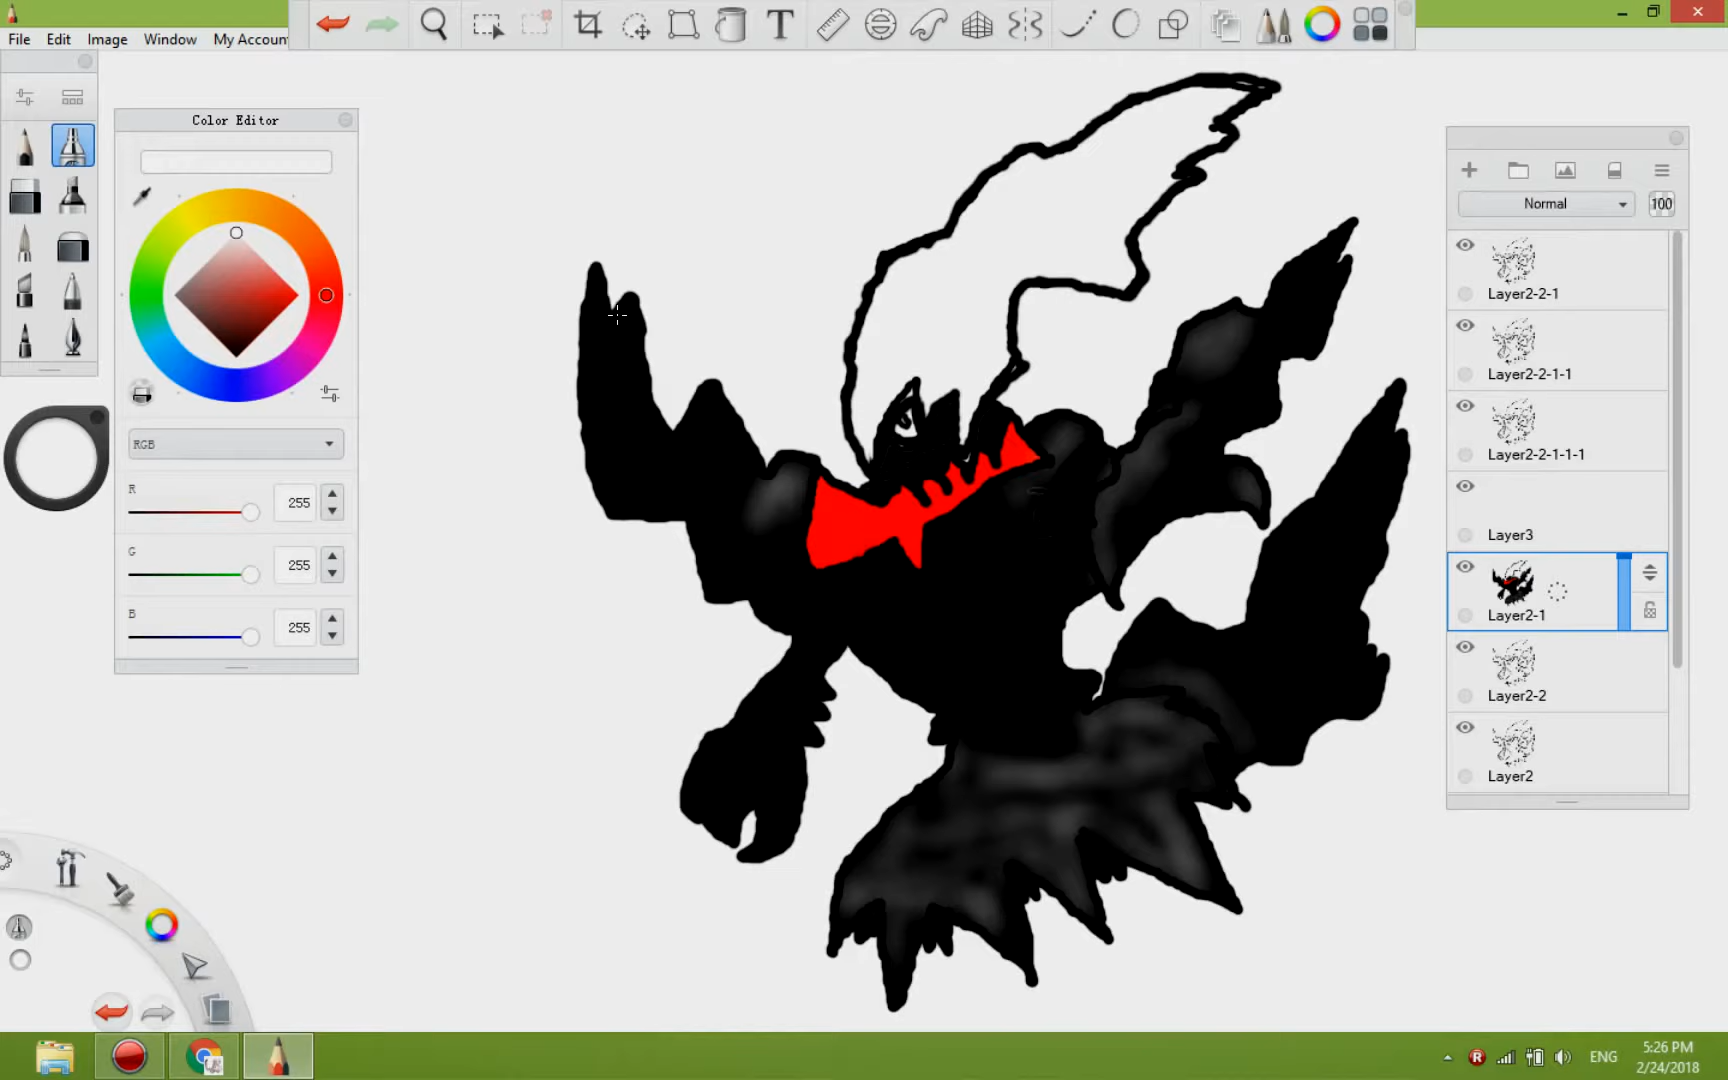 File Edit Image Window My Accoun
T
Color Editor
RGB
R 255
G 255
B 255
Normal 100
Layer2-2-1
Layer2-2-1-1
Layer2-2-1-1-1
Layer3
Layer2-1
Layer2-2
Layer2
R ENG
5:26 PM
2/24/2018